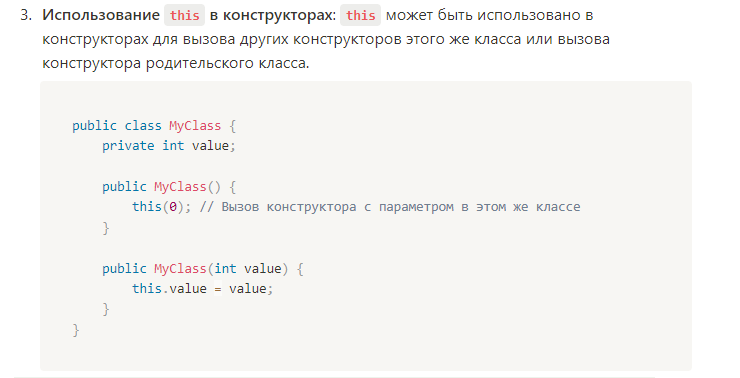 3. Использование this в конструкторах: this может быть использовано в
конструкторах для вызова других конструкторов этого же класса или вызова
конструктора родительского класса.
public class MyClass {
    private int value;
    public MyClass() {
        this(0); // Вызов конструктора с параметром в этом же классе
    }
    public MyClass(int value) {
        this.value = value;
    }
}